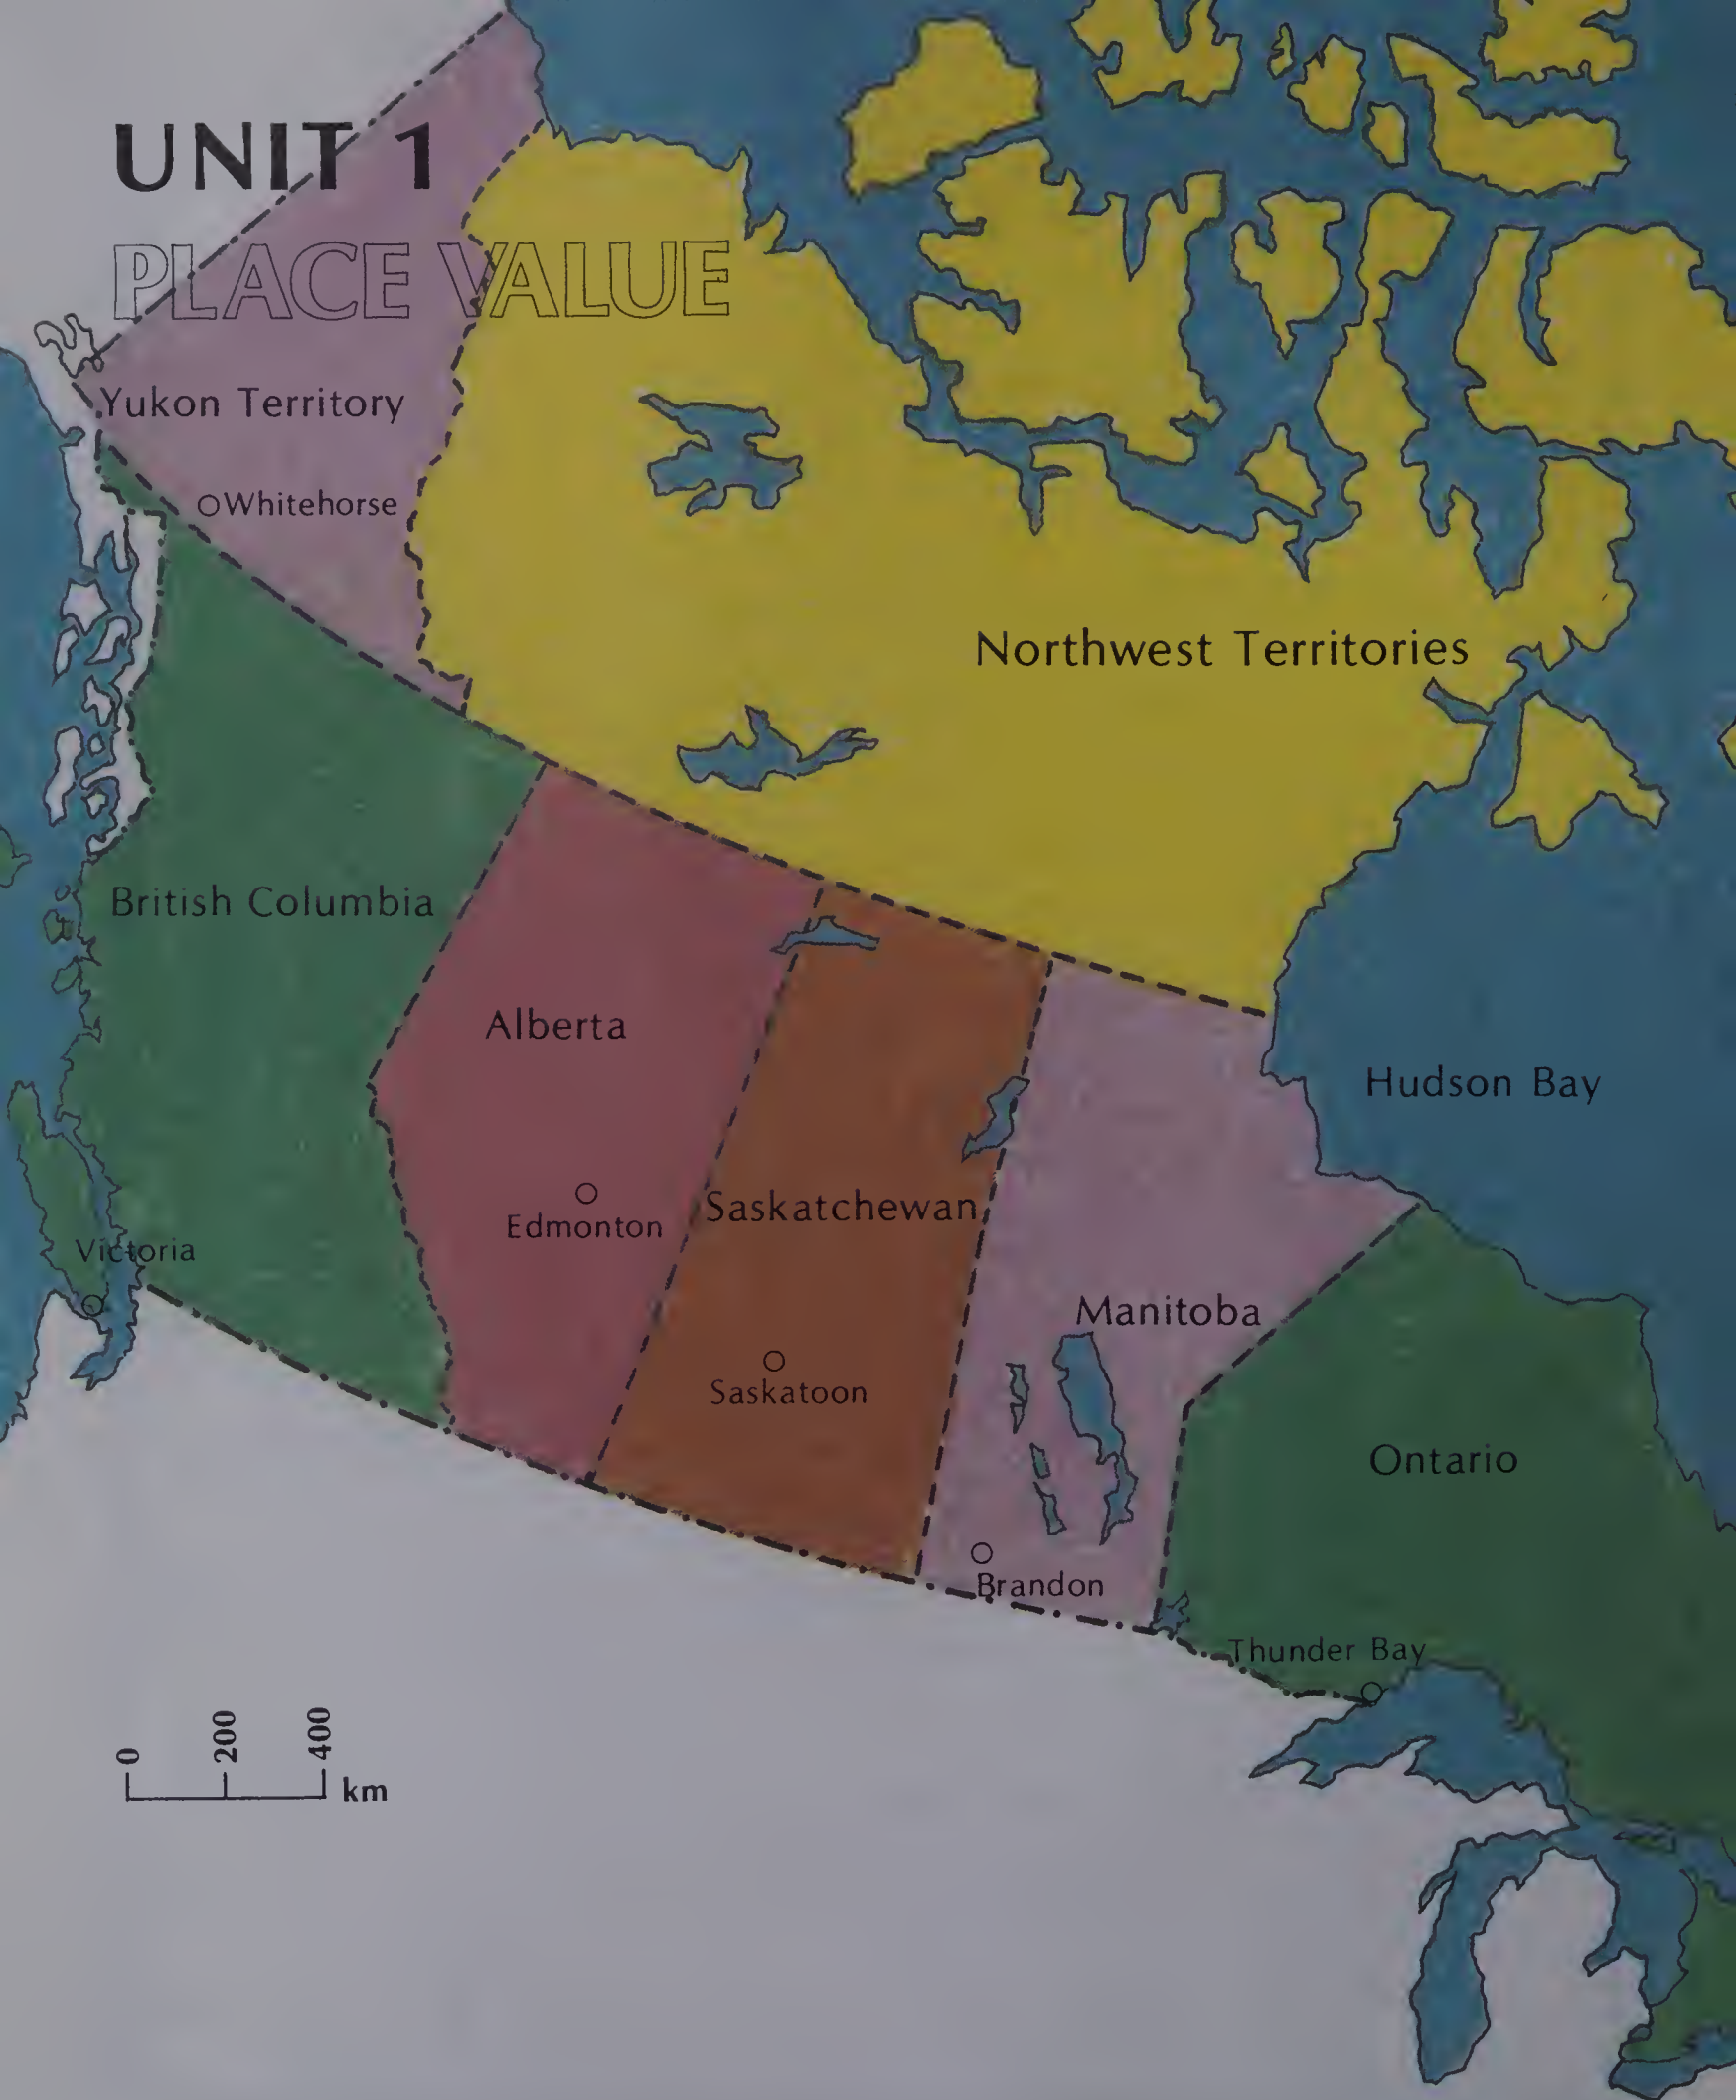 UNIT 1
PLACE VALUE
Yukon Territory
Whitehorse
Northwest Territories
British Columbia
Alberta
Hudson Bay
Edmonton
Saskatchewan
Victoria
Manitoba
Saskatoon
Ontario
Brandon
Thunder Bay
0 200 400 km